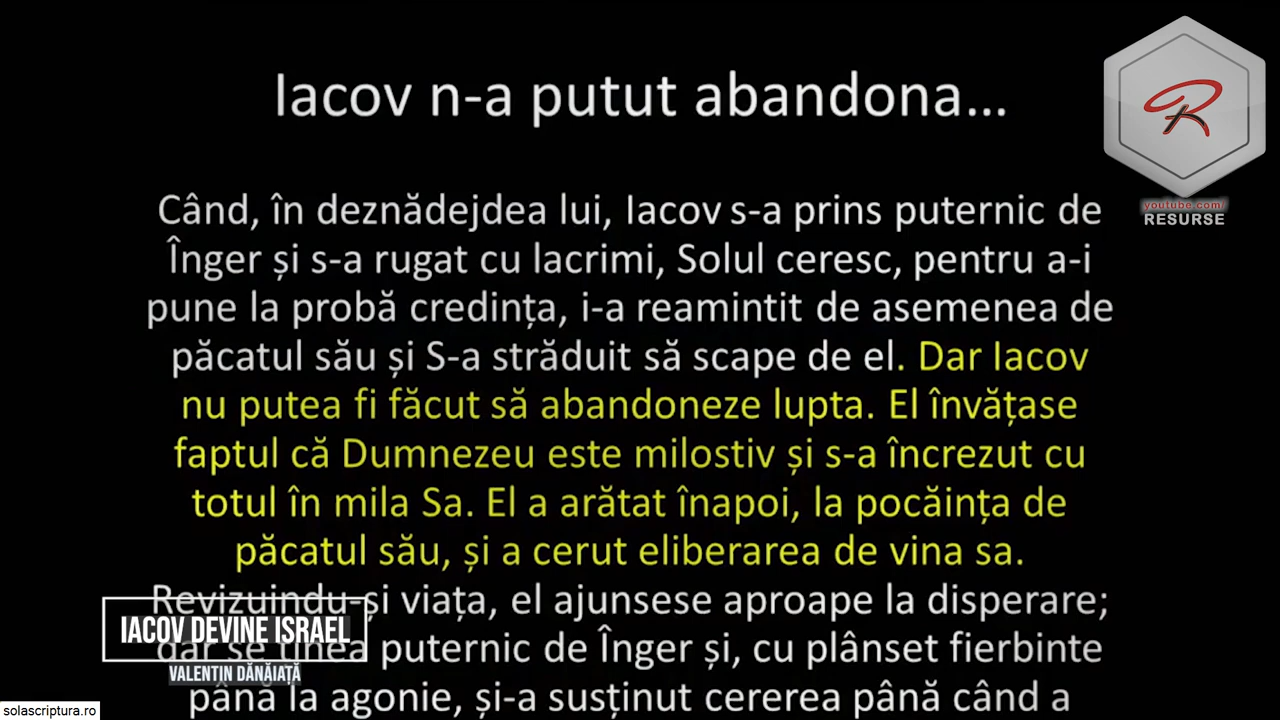 Iacov n-a putut abandona...
youtube.com/
RESURSE
Când, în deznădejdea lui, Iacov s-a prins puternic de
Înger și s-a rugat cu lacrimi, Solul ceresc, pentru a-i
pune la probă credința, i-a reamintit de asemenea de
păcatul său și S-a străduit să scape de el. Dar Iacov
nu putea fi făcut să abandoneze lupta. El învățase
faptul că Dumnezeu este milostiv și s-a încrezut cu
totul în mila Sa. El a arătat înapoi, la pocăința de
păcatul său, și a cerut eliberarea de vina sa.
Revizuindu-și viața, el ajunsese aproape la disperare;
dar se ținea puternic de Înger și, cu plânset fierbinte
până la agonie, și-a susținut cererea până când a
IACOV DEVINE ISRAEL
VALENTIN DĂNĂIAȚĂ
solascriptura.ro